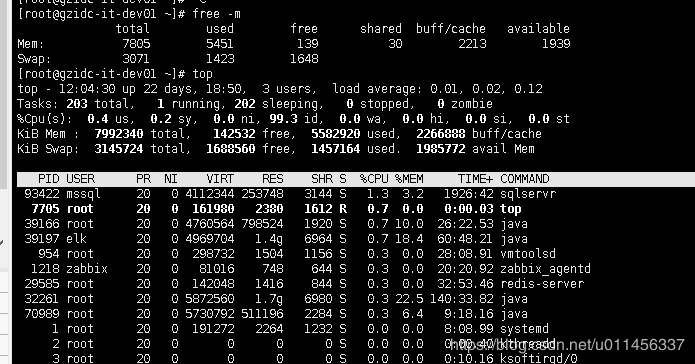 [root@gzidc-it-dev01 ~]# free -m
total used free shared buff/cache available
Mem: 7805 5451 139 30 2213 1939
Swap: 3071 1423 1648
[root@gzidc-it-dev01 ~]# top
top - 12:04:30 up 22 days, 18:50, 3 users, load average: 0.01, 0.02, 0.12
Tasks: 203 total, 1 running, 202 sleeping, 0 stopped, 0 zombie
%Cpu(s): 0.4 us, 0.2 sy, 0.0 ni, 99.3 id, 0.0 wa, 0.0 hi, 0.0 si, 0.0 st
KiB Mem : 7992340 total, 142532 free, 5582920 used, 2266888 buff/cache
KiB Swap: 3145724 total, 1688560 free, 1457164 used. 1985772 avail Mem
PID USER PR NI VIRT RES SHR S %CPU %MEM TIME+ COMMAND
93422 mssql 20 0 4112344 253748 3144 S 1.3 3.2 1926:42 sqlservr
7705 root 20 0 161980 2380 1612 R 0.7 0.0 0:00.03 top
39166 root 20 0 4760564 798524 1920 S 0.7 10.0 26:22.53 java
39197 elk 20 0 4969704 1.4g 6964 S 0.7 18.4 60:48.21 java
954 root 20 0 298732 1504 1156 S 0.3 0.0 28:08.91 vmtoolsd
1218 zabbix 20 0 81016 748 644 S 0.3 0.0 20:20.92 zabbix_agentd
29585 root 20 0 142048 1416 844 S 0.3 0.0 32:53.46 redis-server
32261 root 20 0 5872560 1.7g 6980 S 0.3 22.5 140:33.82 java
70989 root 20 0 5730792 511196 2284 S 0.3 6.4 9:18.16 java
1 root 20 0 191272 2264 1232 S 0.0 0.0 8:08.99 systemd
2 root 20 0 0 0 0 S 0.0 0.0 kthreadd
3 root 20 0 0 0 0 S 0.0 0.0 0:10.16 ksoftirqd/0
https://blog.csdn.net/u011456337